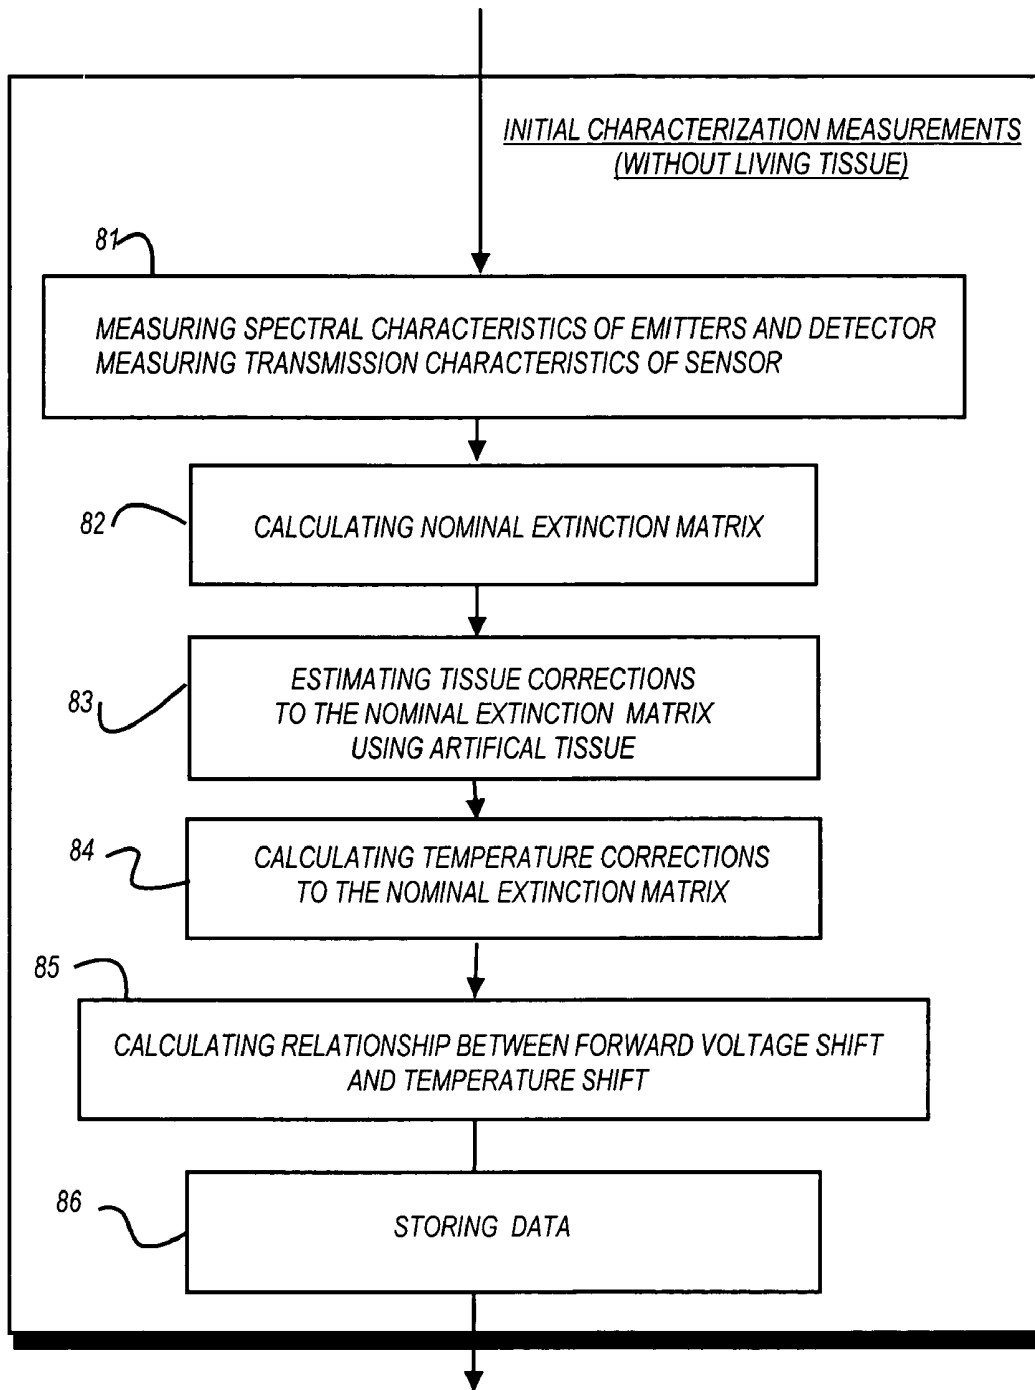 INITIAL CHARACTERIZATION MEASUREMENTS
(WITHOUT LIVING TISSUE)
81
MEASURING SPECTRAL CHARACTERISTICS OF EMITTERS AND DETECTOR
MEASURING TRANSMISSION CHARACTERISTICS OF SENSOR
82
CALCULATING NOMINAL EXTINCTION MATRIX
83
ESTIMATING TISSUE CORRECTIONS
TO THE NOMINAL EXTINCTION MATRIX
USING ARTIFICAL TISSUE
84
CALCULATING TEMPERATURE CORRECTIONS
TO THE NOMINAL EXTINCTION MATRIX
85
CALCULATING RELATIONSHIP BETWEEN FORWARD VOLTAGE SHIFT
AND TEMPERATURE SHIFT
86
STORING DATA